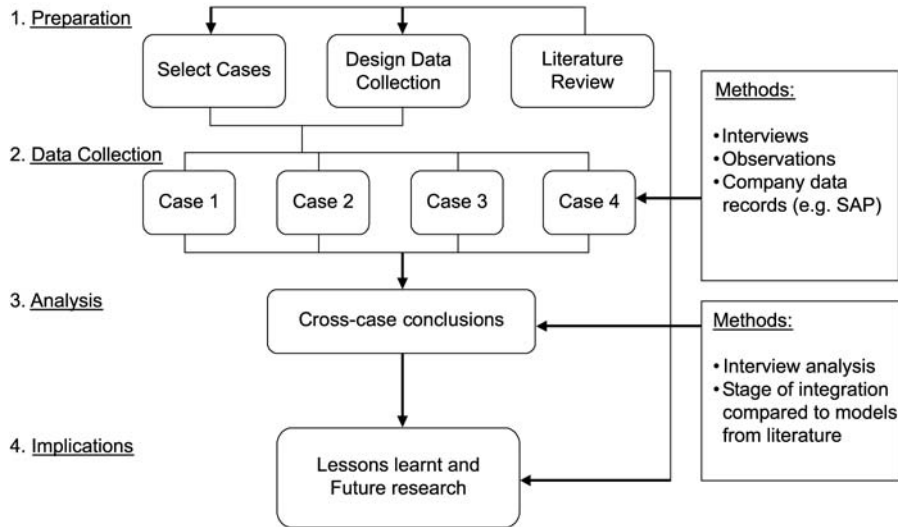 1. Preparation
Select Cases
Design Data
Collection
Literature
Review
Methods:
• Interviews
• Observations
• Company data
records (e.g. SAP)
2. Data Collection
Case 1
Case 2
Case 3
Case 4
3. Analysis
Cross-case conclusions
Methods:
• Interview analysis
• Stage of integration
compared to models
from literature
4. Implications
Lessons learnt and
Future research